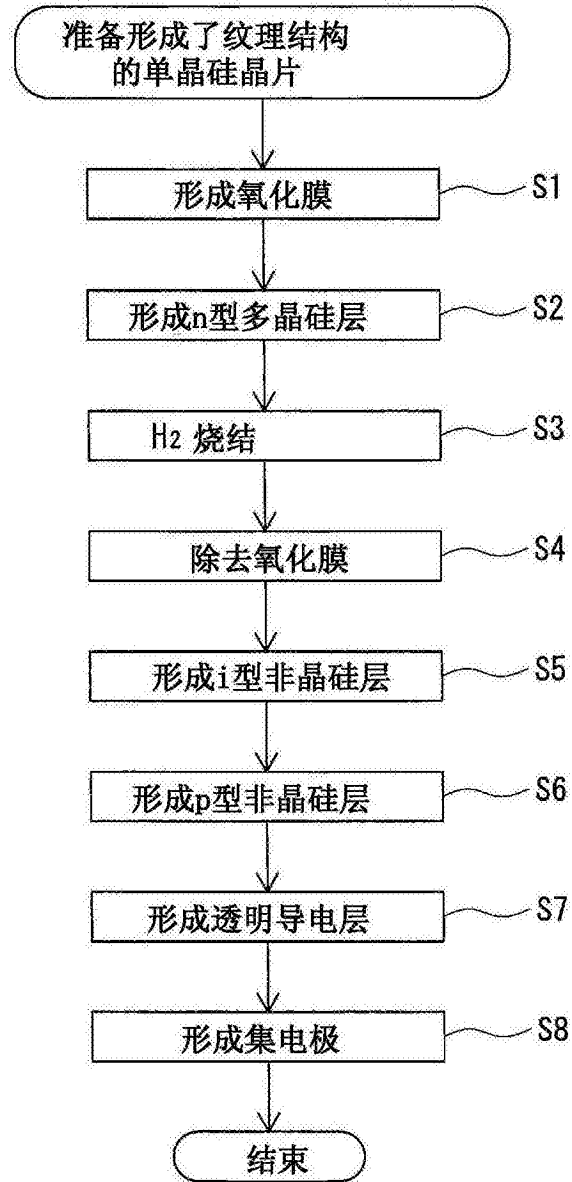 准备形成了纹理结构
的单晶硅晶片
形成氧化膜 S1
形成n型多晶硅层 S2
H2 烧结 S3
除去氧化膜 S4
形成i型非晶硅层 S5
形成p型非晶硅层 S6
形成透明导电层 S7
形成集电极 S8
结束